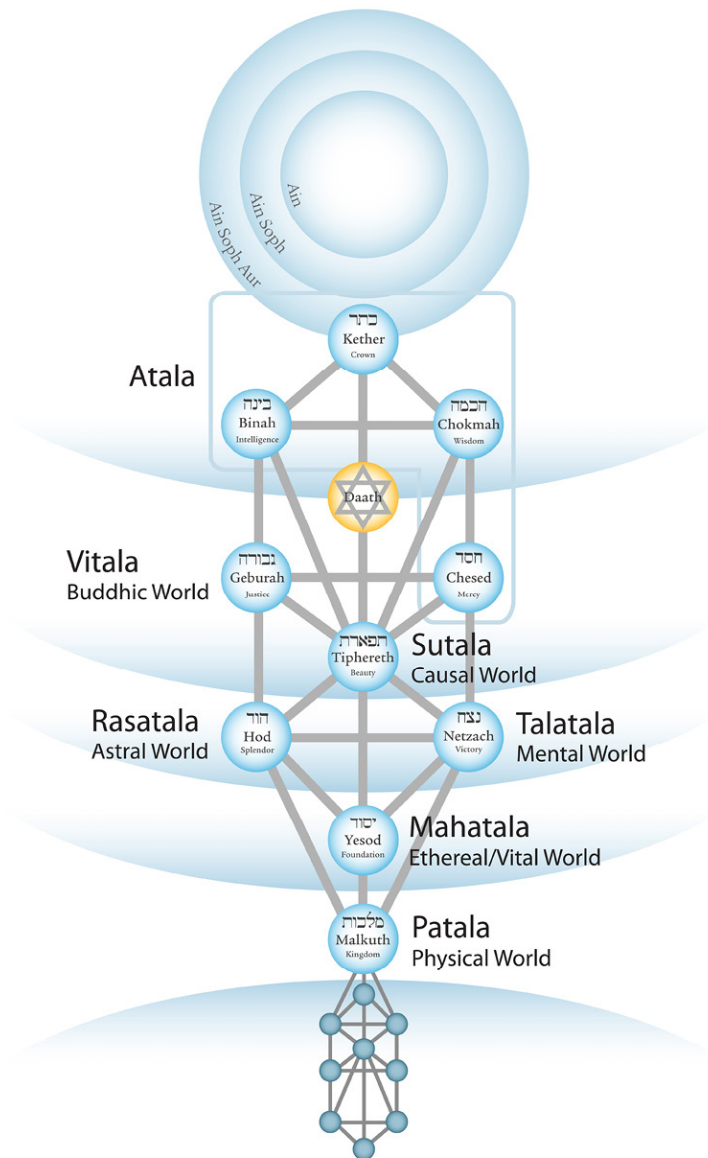 Ain
Ain Soph
Ain Soph Aur
כתר
Kether
Crown
Atala
בינה
Binah
Intelligence
חכמה
Chokmah
Wisdom
Daath
Vitala
Buddhic World
גבורה
Geburah
Justice
חסד
Chesed
Mercy
תפארת
Tiphereth
Beauty
Sutala
Causal World
Rasatala
Astral World
הוד
Hod
Splendor
נצח
Netzach
Victory
Talatala
Mental World
יסוד
Yesod
Foundation
Mahatala
Ethereal/Vital World
מלכות
Malkuth
Kingdom
Patala
Physical World